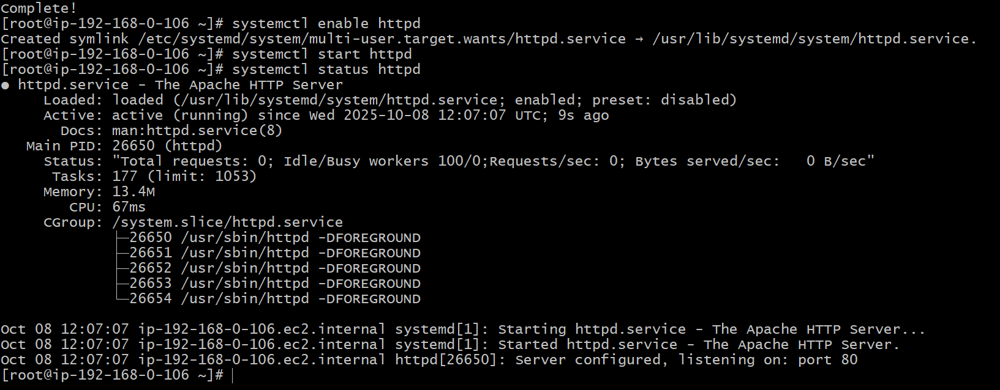 Complete!
[root@ip-192-168-0-106 ~]# systemctl enable httpd
Created symlink /etc/systemd/system/multi-user.target.wants/httpd.service → /usr/lib/systemd/system/httpd.service.
[root@ip-192-168-0-106 ~]# systemctl start httpd
[root@ip-192-168-0-106 ~]# systemctl status httpd
● httpd.service - The Apache HTTP Server
     Loaded: loaded (/usr/lib/systemd/system/httpd.service; enabled; preset: disabled)
     Active: active (running) since Wed 2025-10-08 12:07:07 UTC; 9s ago
       Docs: man:httpd.service(8)
   Main PID: 26650 (httpd)
     Status: "Total requests: 0; Idle/Busy workers 100/0;Requests/sec: 0; Bytes served/sec:   0 B/sec"
      Tasks: 177 (limit: 1053)
     Memory: 13.4M
        CPU: 67ms
     CGroup: /system.slice/httpd.service
             ├─26650 /usr/sbin/httpd -DFOREGROUND
             ├─26651 /usr/sbin/httpd -DFOREGROUND
             ├─26652 /usr/sbin/httpd -DFOREGROUND
             ├─26653 /usr/sbin/httpd -DFOREGROUND
             └─26654 /usr/sbin/httpd -DFOREGROUND

Oct 08 12:07:07 ip-192-168-0-106.ec2.internal systemd[1]: Starting httpd.service - The Apache HTTP Server...
Oct 08 12:07:07 ip-192-168-0-106.ec2.internal systemd[1]: Started httpd.service - The Apache HTTP Server.
Oct 08 12:07:07 ip-192-168-0-106.ec2.internal httpd[26650]: Server configured, listening on: port 80
[root@ip-192-168-0-106 ~]#